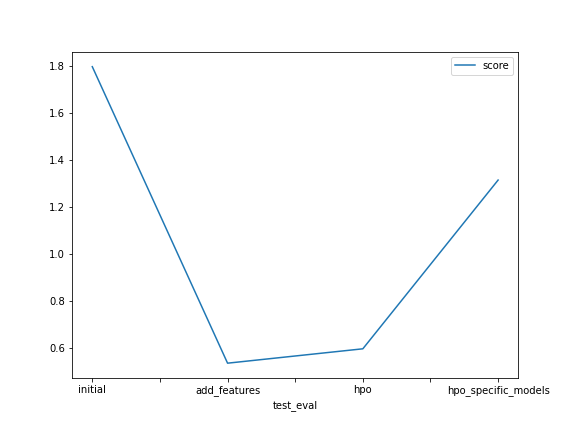 score
1.8
1.6
1.4
1.2
1.0
0.8
0.6
initial add_features hpo hpo_specific_models
test_eval